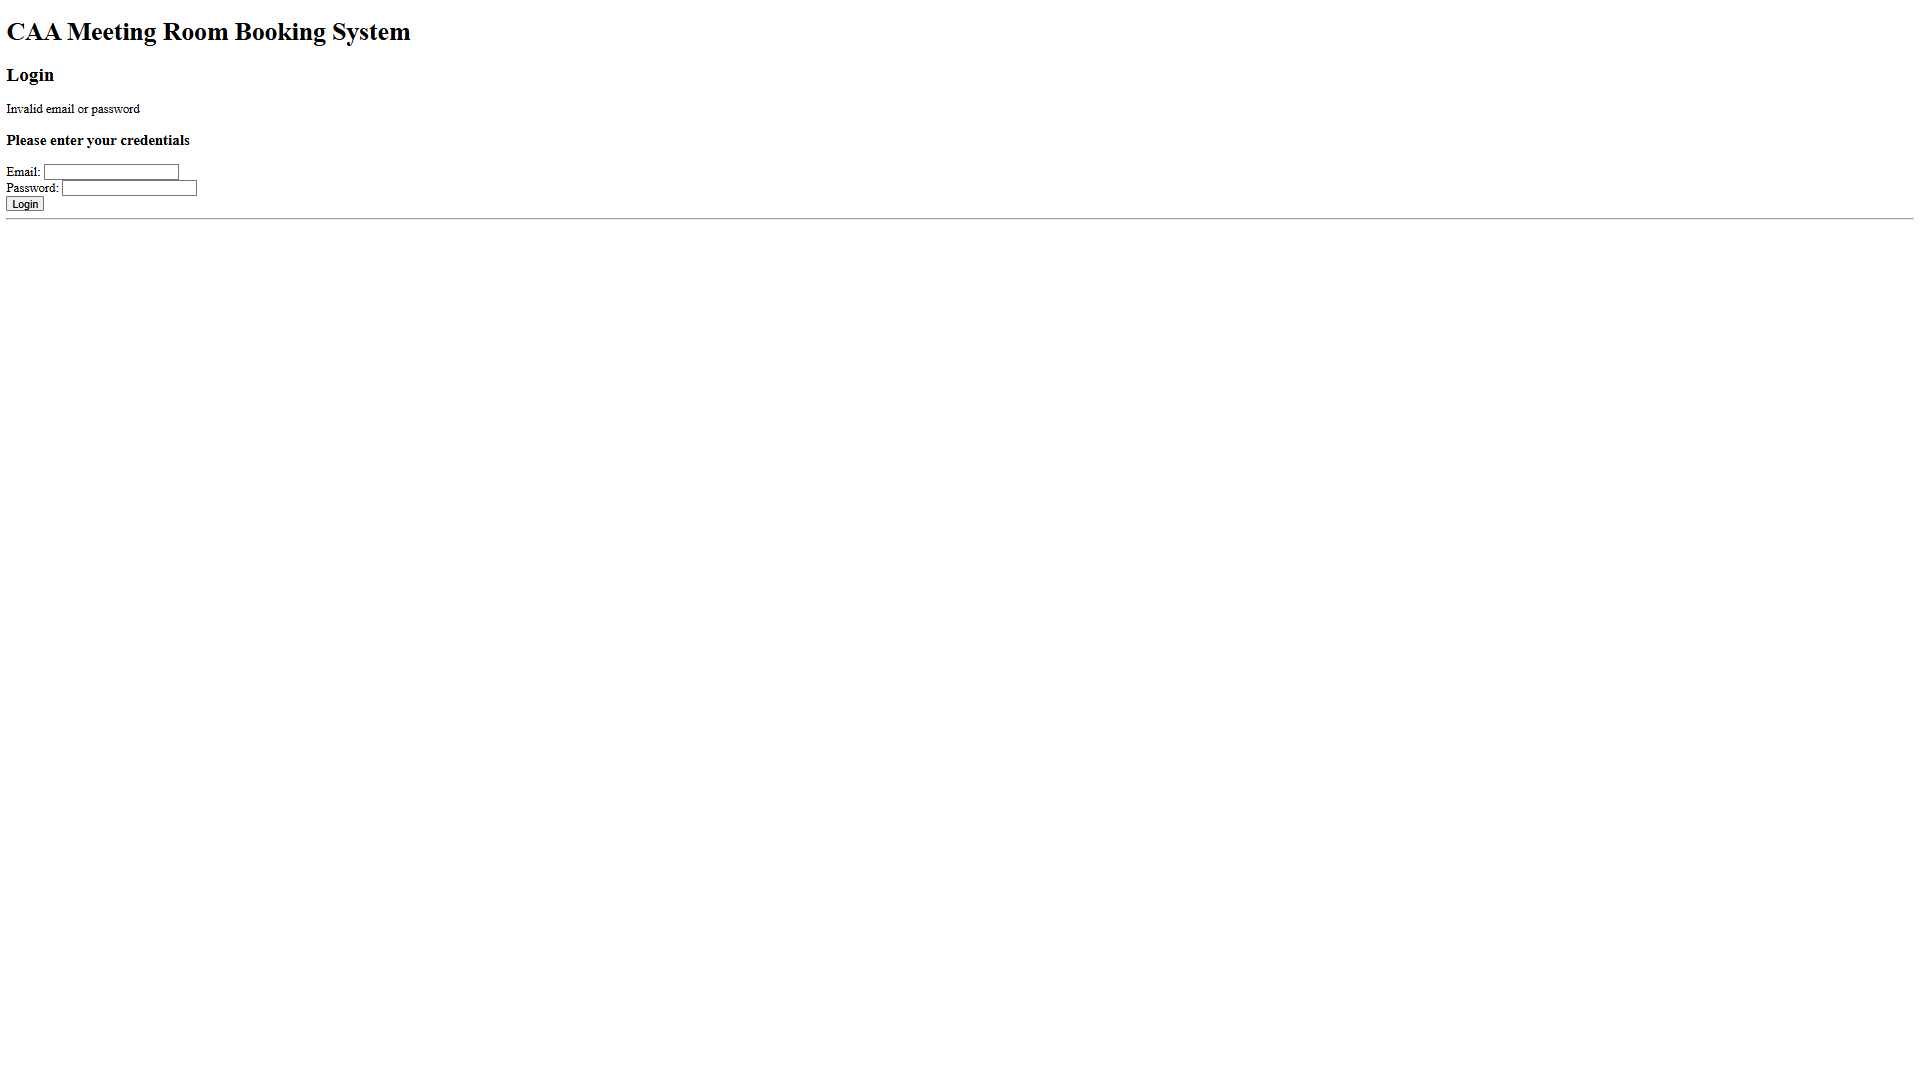 CAA Meeting Room Booking System
Login
Invalid email or password
Please enter your credentials
Email:
Password:
Login